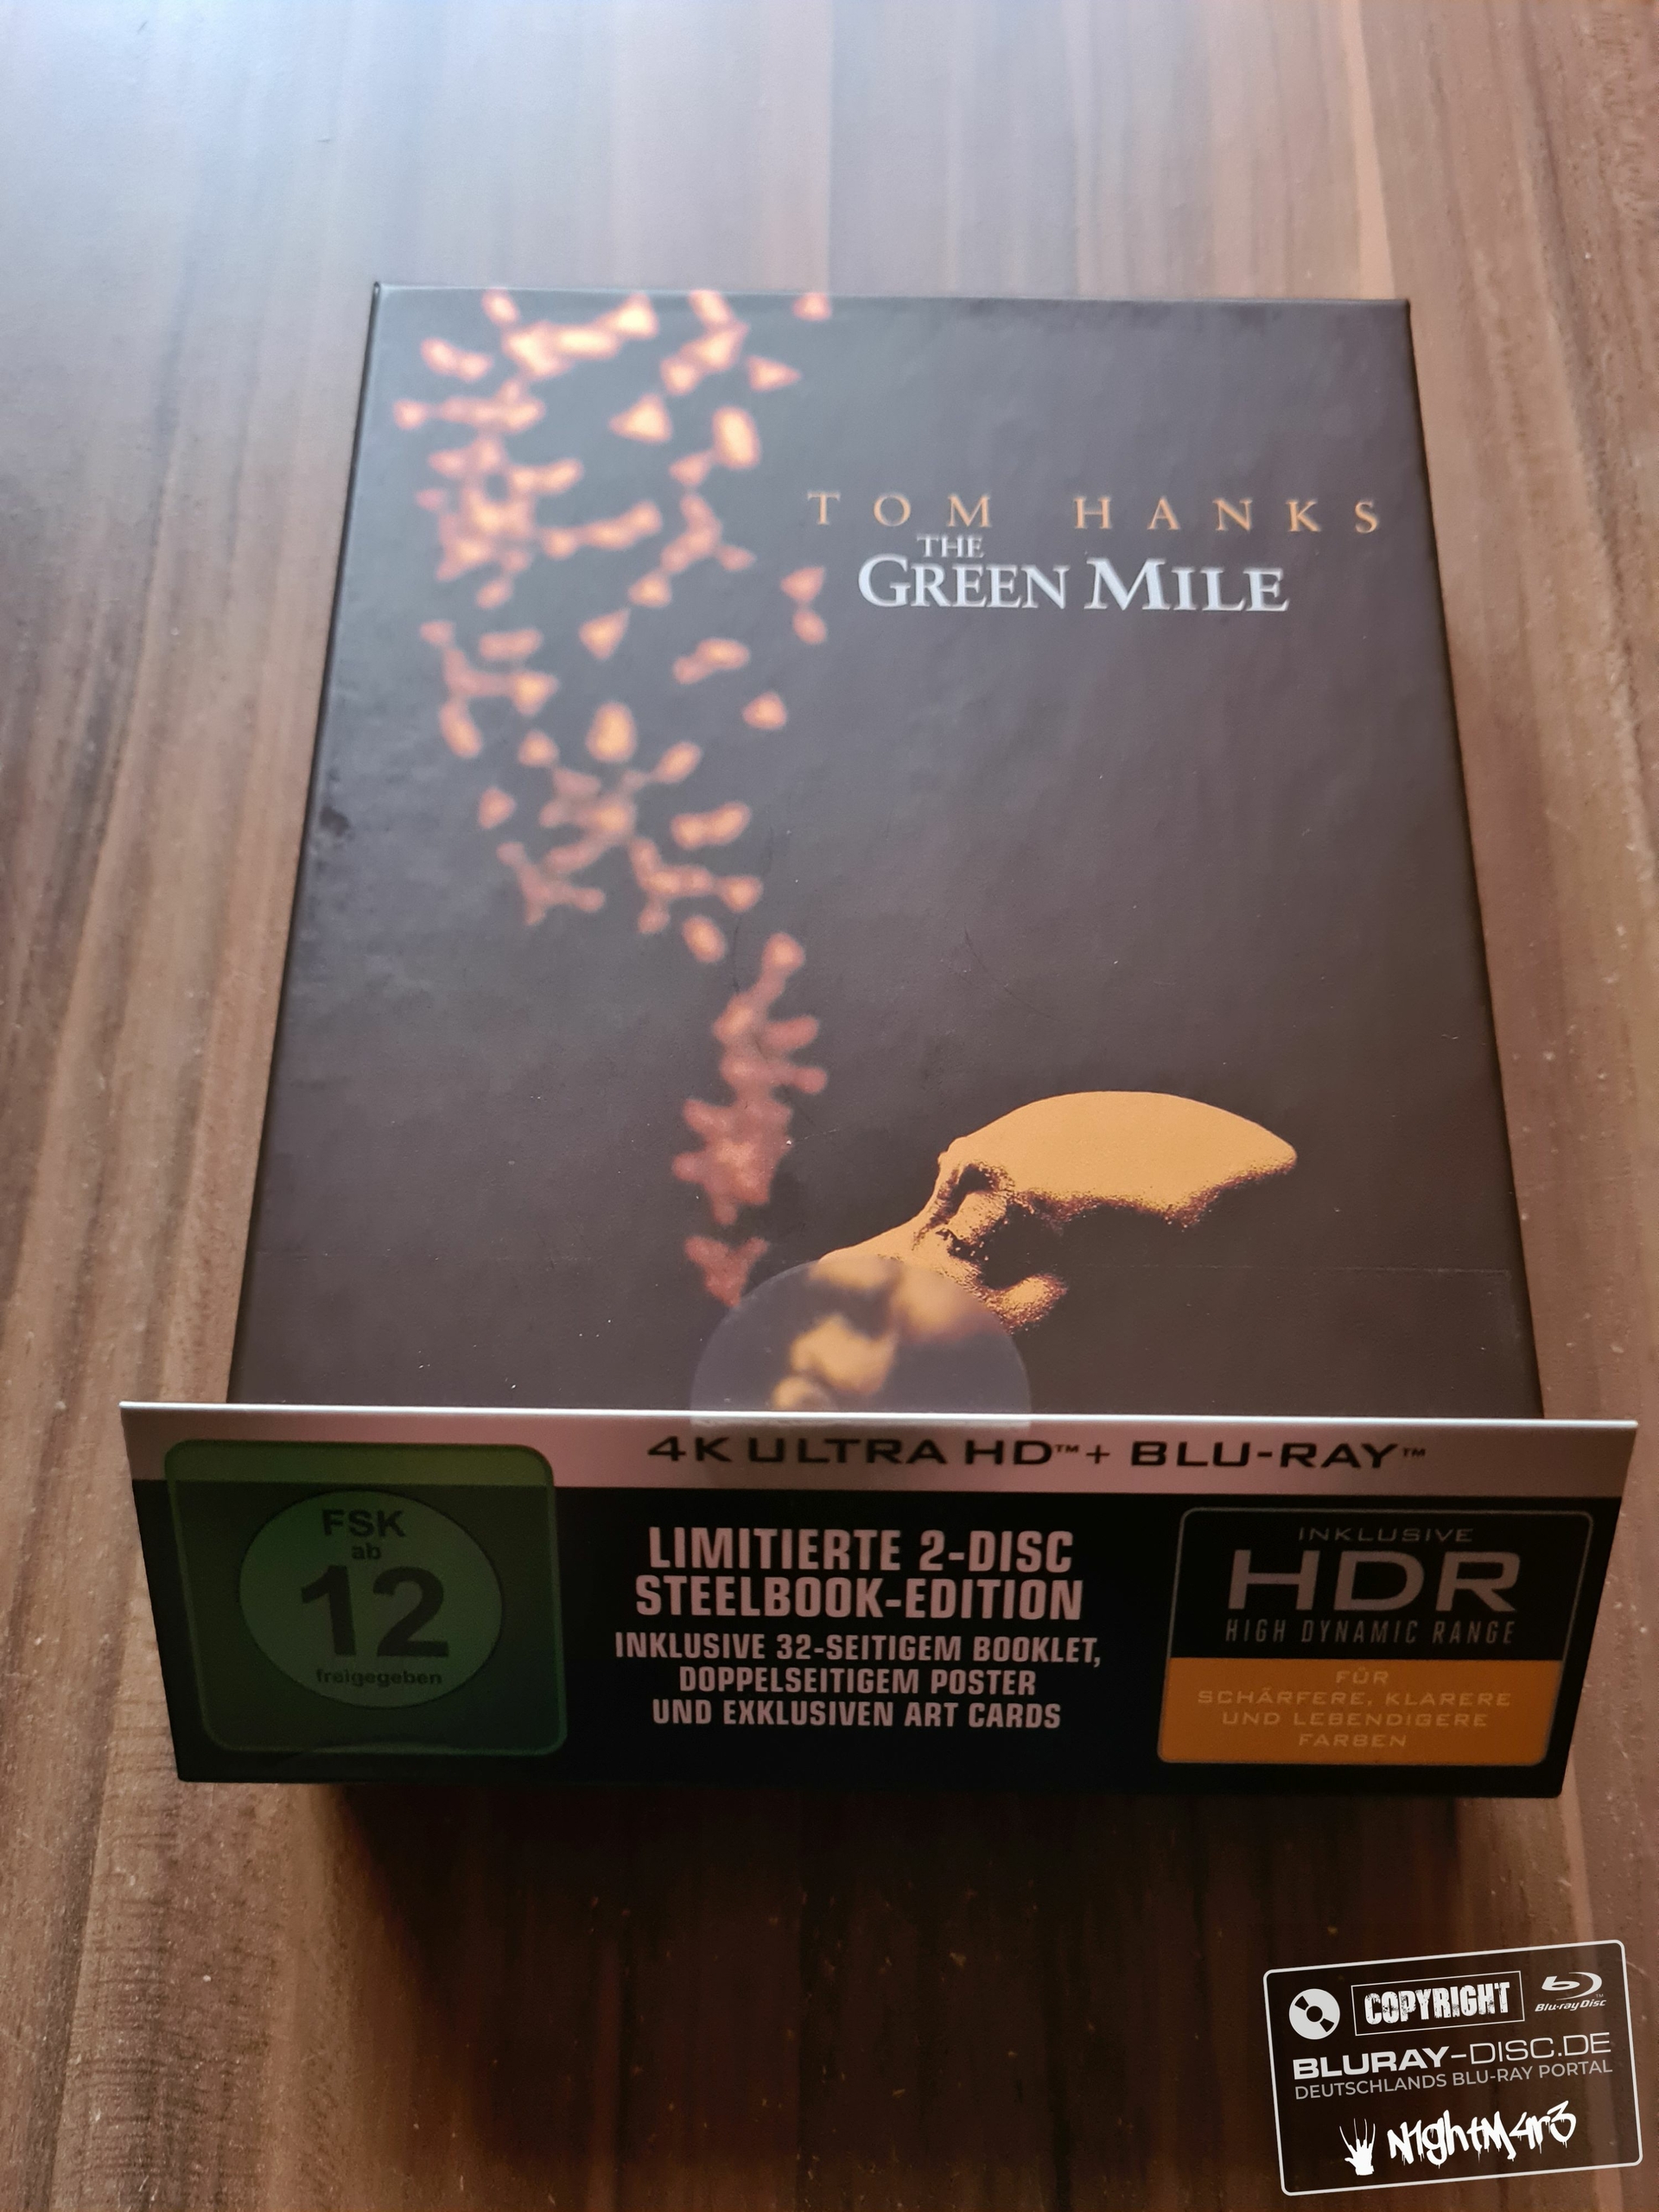 TOM HANKS
THE
GREEN MILE
4K ULTRA HD™+ BLU-RAY™
FSK
ab
12
freigegeben
LIMITIERTE 2-DISC
STEELBOOK-EDITION
INKLUSIVE 32-SEITIGEM BOOKLET,
DOPPELSEITIGEM POSTER
UND EXKLUSIVEN ART CARDS
INKLUSIVE
HDR
HIGH DYNAMIC RANGE
FÜR
SCHÄRFERE, KLARERE
UND LEBENDIGERE
FARBEN
COPYRIGHT
Blu-ray Disc™
BLURAY-DISC.DE
DEUTSCHLANDS BLU-RAY PORTAL
N1ghtM4r3